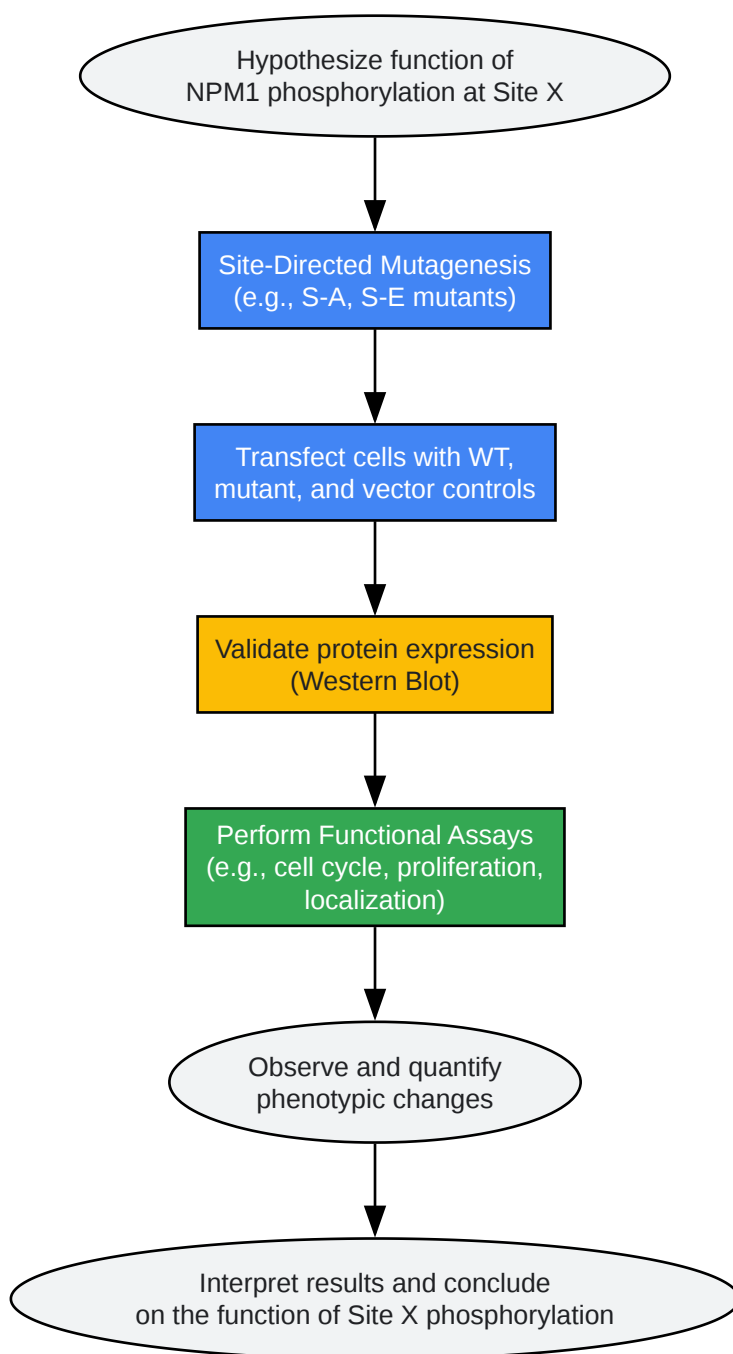 Hypothesize function of
NPM1 phosphorylation at Site X
Site-Directed Mutagenesis
(e.g., S-A, S-E mutants)
Transfect cells with WT,
mutant, and vector controls
Validate protein expression
(Western Blot)
Perform Functional Assays
(e.g., cell cycle, proliferation,
localization)
Observe and quantify
phenotypic changes
Interpret results and conclude
on the function of Site X phosphorylation